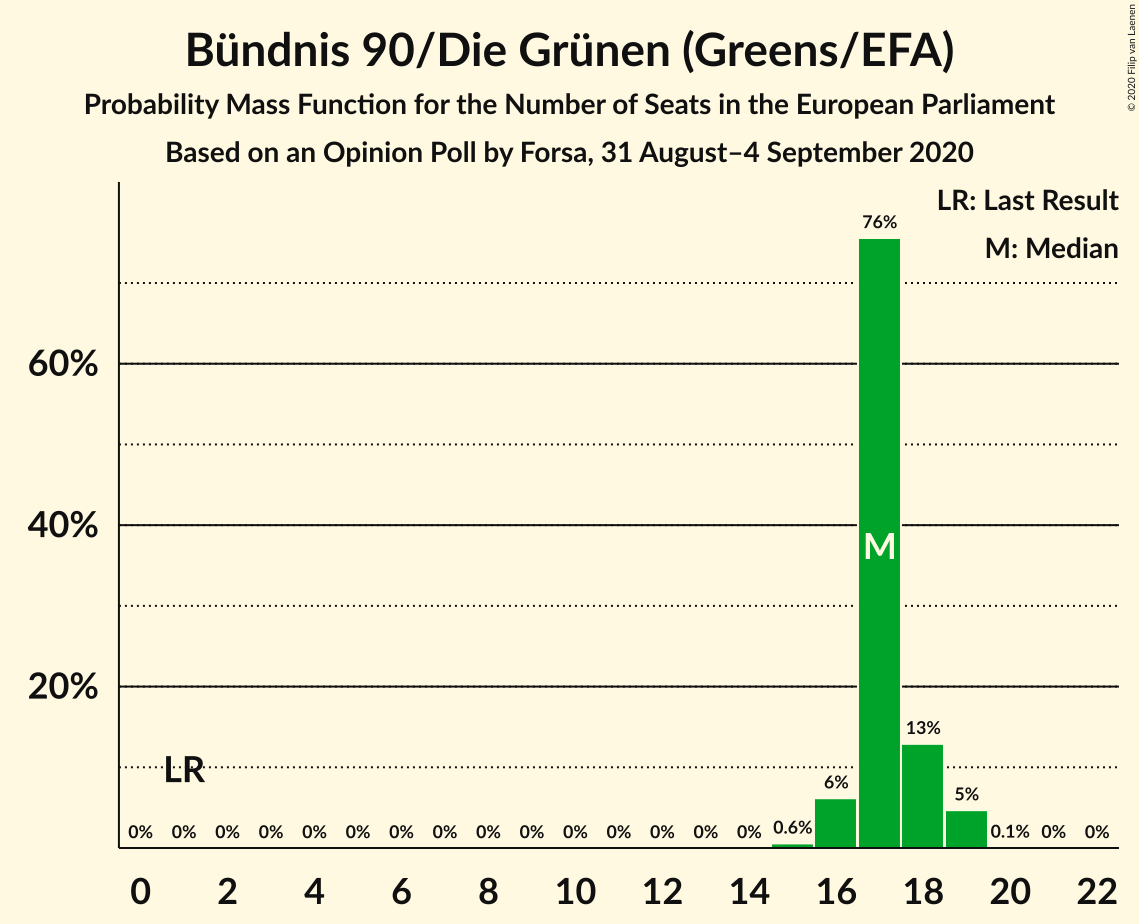 Bündnis 90/Die Grünen (Greens/EFA)
Probability Mass Function for the Number of Seats in the European Parliament
Based on an Opinion Poll by Forsa, 31 August–4 September 2020
© 2020 Filip van Laenen
LR: Last Result
M: Median
76%
60%
40%
M
20%
13%
LR
6%
5%
0% 0% 0% 0% 0% 0% 0% 0% 0% 0% 0% 0% 0% 0% 0% 0.6% 0.1% 0% 0%
0 2 4 6 8 10 12 14 16 18 20 22